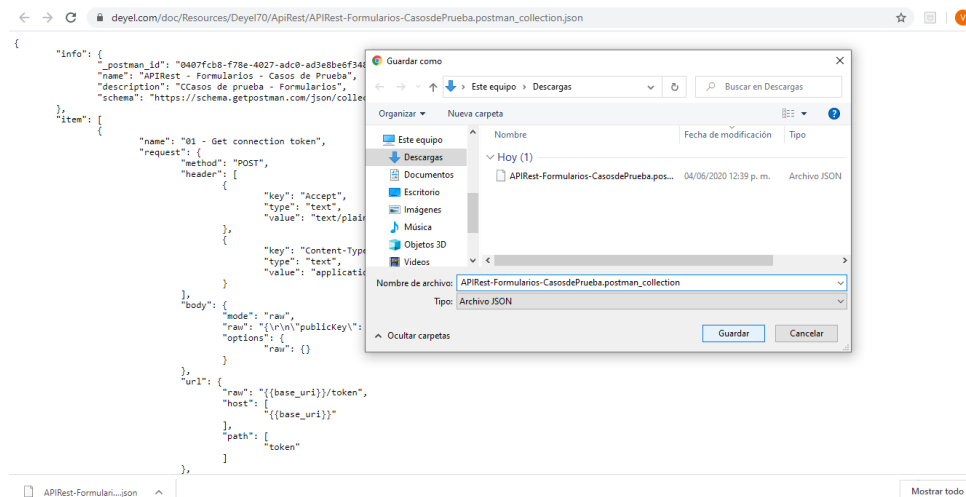 deyel.com/doc/Resources/Deyel70/ApiRest/APIRest-Formularios-CasosdePrueba.postman_collection.json
V
{
"info": {
"_postman_id": "0407fcb8-f78e-4027-adc0-ad3e8be6f348
"name": "APIRest - Formularios - Casos de Prueba",
"description": "CCasos de prueba - Formularios",
"schema": "https://schema.getpostman.com/json/collec
},
"item": [
{
"name": "01 - Get connection token",
"request": {
"method": "POST",
"header": [
{
"key": "Accept",
"type": "text",
"value": "text/plain
},
{
"key": "Content-Type
"type": "text",
"value": "applicatio
}
],
"body": {
"mode": "raw",
"raw": "{\r\n\"publicKey\":
"options": {
"raw": {}
}
},
"url": {
"raw": "{{base_uri}}/token",
"host": [
"{{base_uri}}"
],
"path": [
"token"
]
},
Guardar como
Este equipo > Descargas
Buscar en Descargas
Organizar
Nueva carpeta
Este equipo
Descargas
Documentos
Escritorio
Imágenes
Música
Objetos 3D
Videos
Nombre
Fecha de modificación
Tipo
Hoy (1)
APIRest-Formularios-CasosdePrueba.pos... 04/06/2020 12:39 p. m. Archivo JSON
Nombre de archivo: APIRest-Formularios-CasosdePrueba.postman_collection
Tipo: Archivo JSON
Ocultar carpetas
Guardar
Cancelar
APIRest-Formulari....json
Mostrar todo